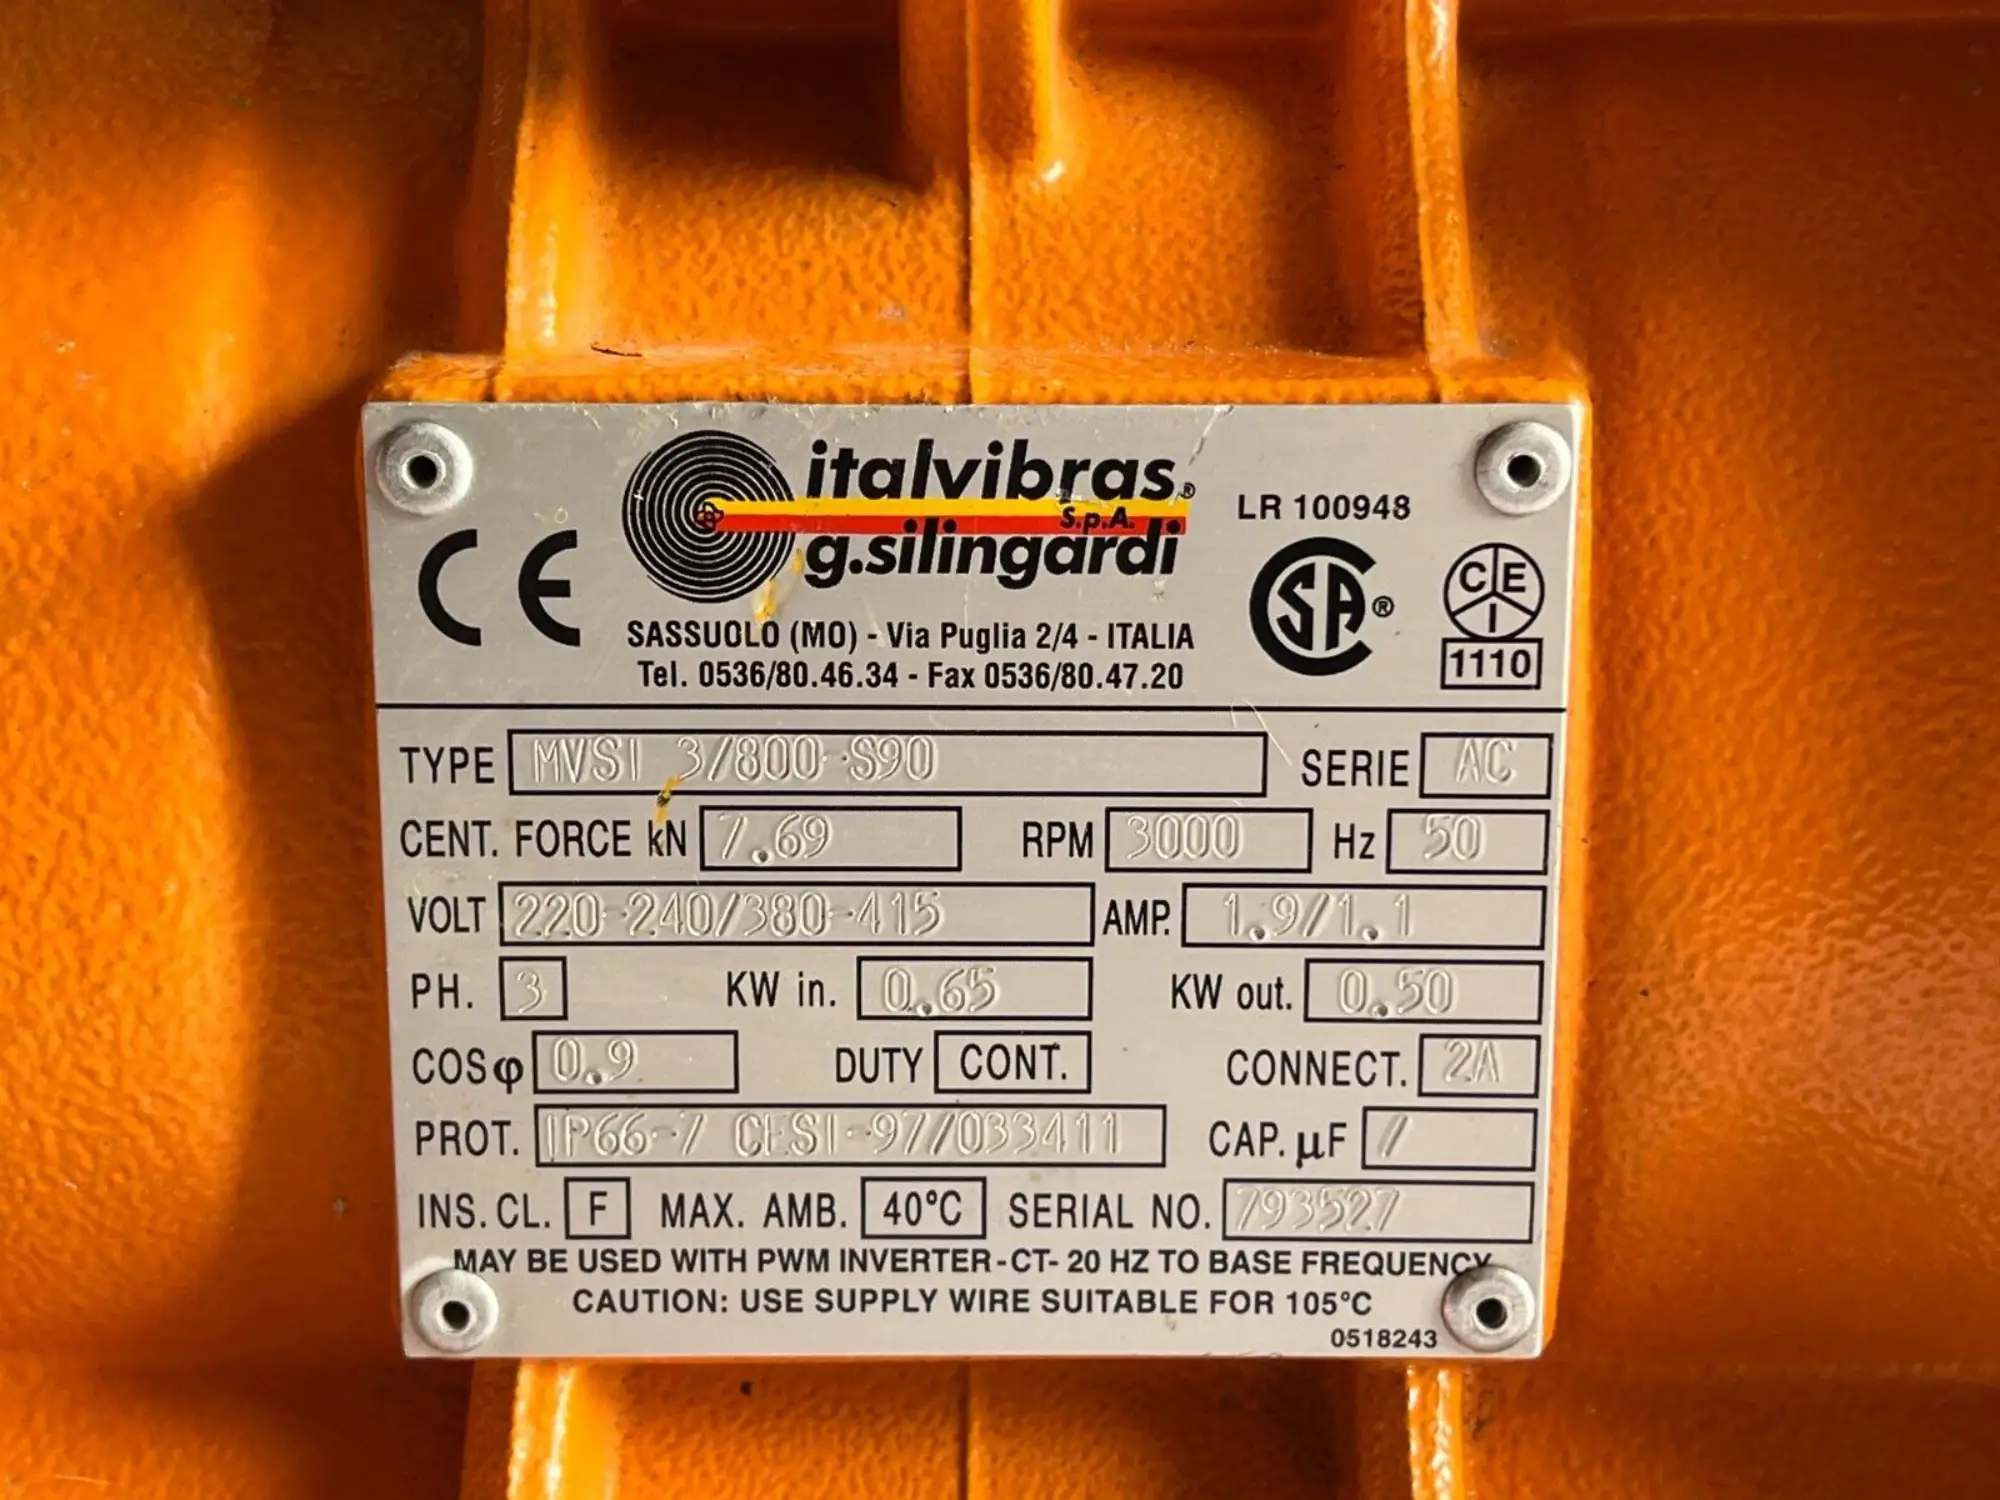 italvibras®
S.p.A.
g.silingardi
LR 100948
CE
SA®
CEI
1110
SASSUOLO (MO) - Via Puglia 2/4 - ITALIA
Tel. 0536/80.46.34 - Fax 0536/80.47.20
TYPE MVSI 3/800-S90 SERIE AC
CENT. FORCE kN 7.69 RPM 3000 Hz 50
VOLT 220-240/380-415 AMP. 1.9/1.1
PH. 3 KW in. 0.65 KW out. 0.50
COSφ 0.9 DUTY CONT. CONNECT. 2A
PROT. IP66-7 CESI-97/033411 CAP. µF /
INS. CL. F MAX. AMB. 40°C SERIAL NO. 793527
MAY BE USED WITH PWM INVERTER-CT- 20 HZ TO BASE FREQUENCY
CAUTION: USE SUPPLY WIRE SUITABLE FOR 105°C
0518243